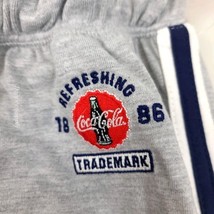 REFRESHING
18 Coca-Cola 86
TRADEMARK